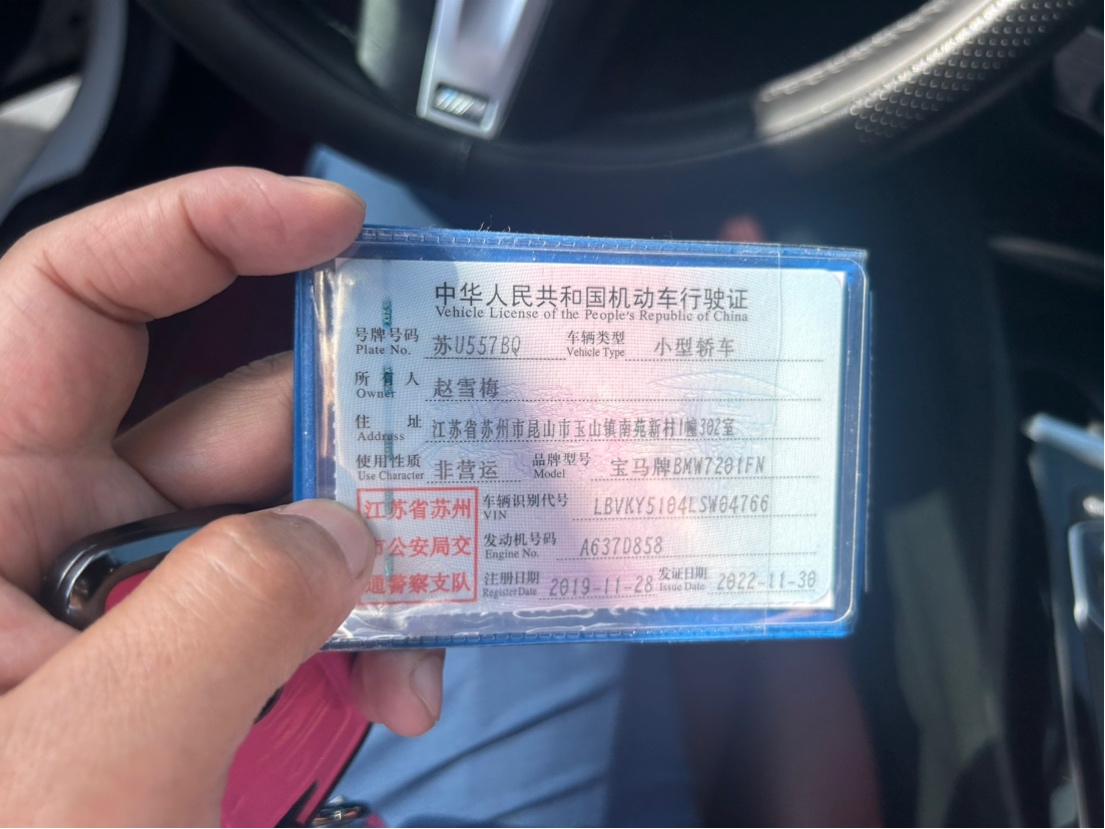 中华人民共和国机动车行驶证
Vehicle License of the People's Republic of China
号牌号码 苏U557BQ 车辆类型 小型轿车
Plate No. Vehicle Type
所有人 赵雪梅
Owner
住址 江苏省苏州市昆山市玉山镇南苑新村1幢302室
Address
使用性质 非营运 品牌型号 宝马牌BMW7201FN
Use Character Model
江苏省苏州
市公安局交
通警察支队
车辆识别代号 LBVKY5104LSW04766
VIN
发动机号码 A637D858
Engine No.
注册日期 2019-11-28 发证日期 2022-11-30
Register Date Issue Date